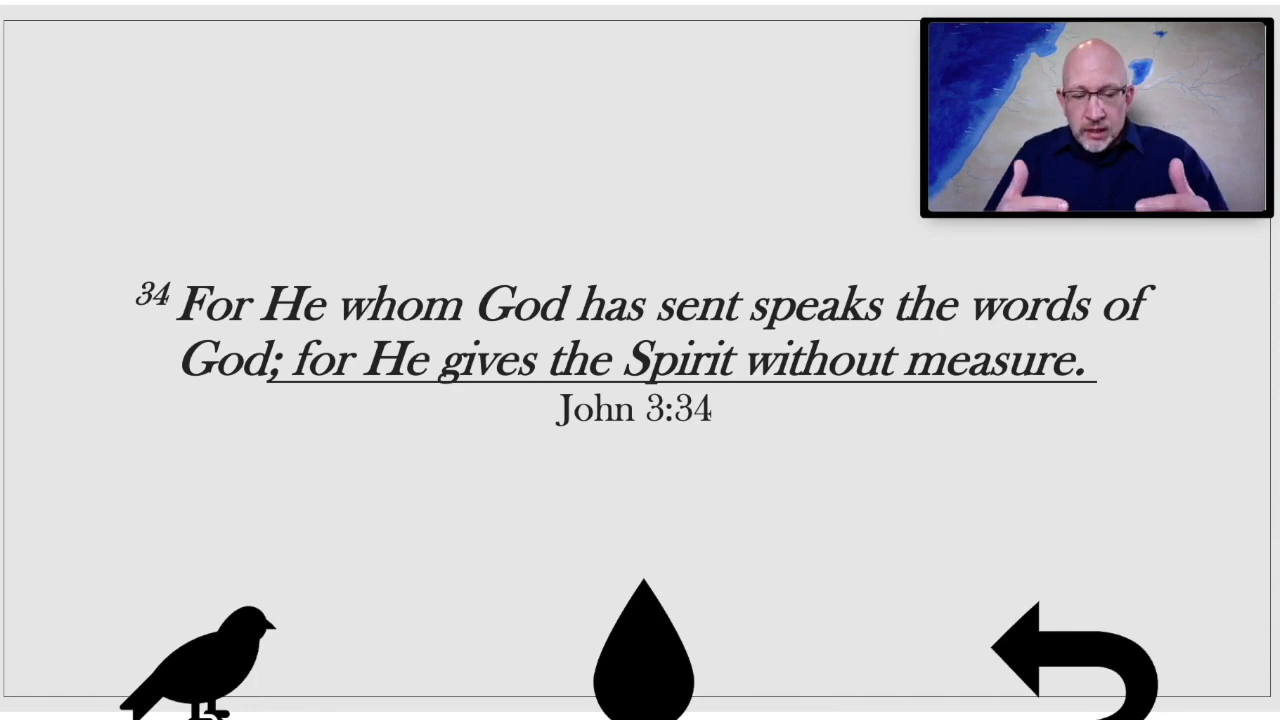 34 For He whom God has sent speaks the words of
God; for He gives the Spirit without measure.
John 3:34